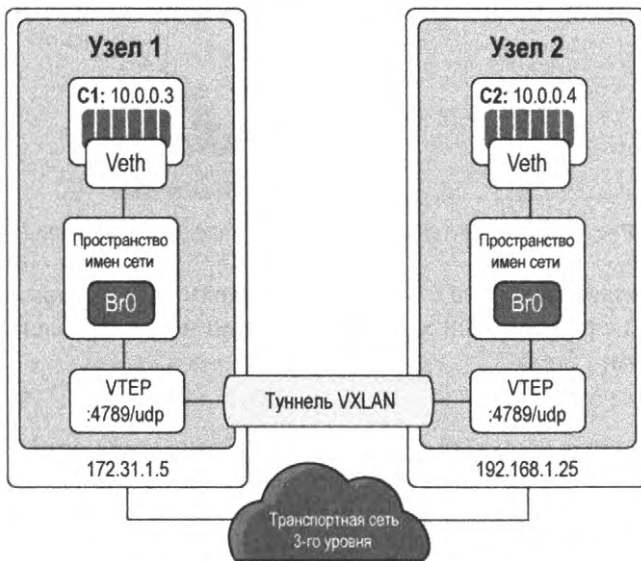 Узел 1
C1: 10.0.0.3
Veth
Пространство
имен сети
Br0
VTEP
:4789/udp
172.31.1.5
Туннель VXLAN
Узел 2
C2: 10.0.0.4
Veth
Пространство
имен сети
Br0
VTEP
:4789/udp
192.168.1.25
Транспортная сеть
3-го уровня